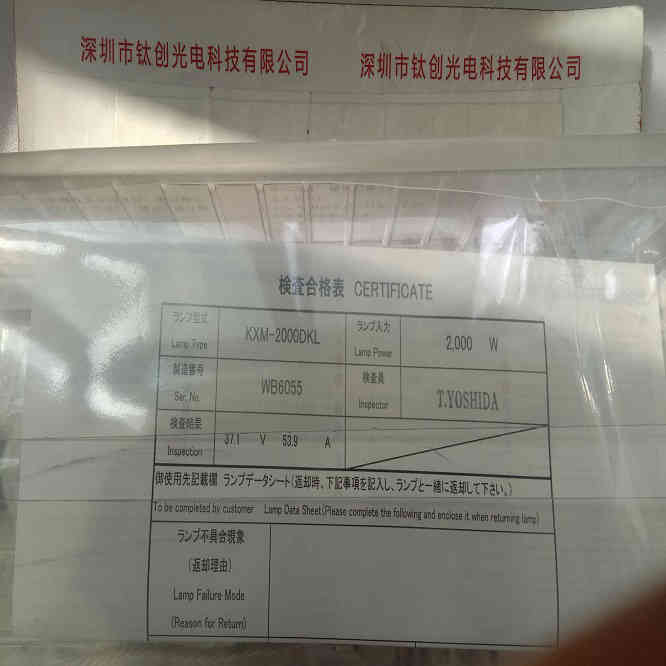 深圳市钛创光电科技有限公司 深圳市钛创光电科技有限公司
検査合格表 CERTIFICATE
ランプ型式
Lamp Type
KXM-2000DKL
ランプ入力
Lamp Power
2,000 W
製造番号
Ser. No.
WB6055
検査員
Inspector
T.YOSHIDA
検査結果
Inspection
37.1 V 53.9 A
御使用先記載欄 ランプデータシート(返却時、下記事項を記入し、ランプと一緒に返却して下さい。)
To be completed by customer Lamp Data Sheet(Please complete the following and enclose it when returning lamp)
ランプ不具合現象
(返却理由)
Lamp Failure Mode
(Reason for Return)